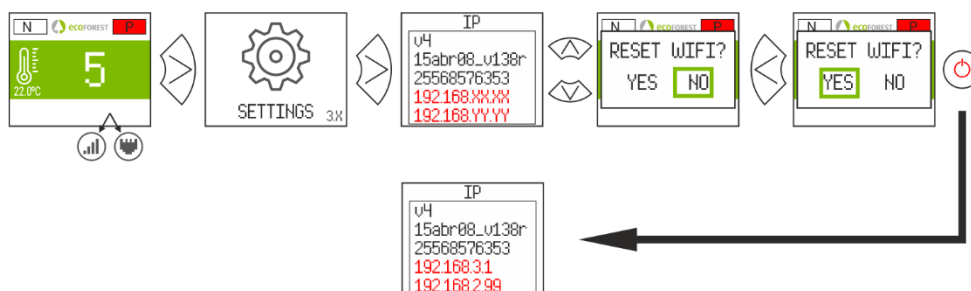 N ecoFOREST P
5
22.0ºC
SETTINGS 3.X
IP
v4
15abr08_v138r
25568576353
192.168.XX.XX
192.168.YY.YY
N ecoFOREST P
RESET WIFI?
YES NO
N ecoFOREST P
RESET WIFI?
YES NO
IP
v4
15abr08_v138r
25568576353
192.168.3.1
192.168.2.99